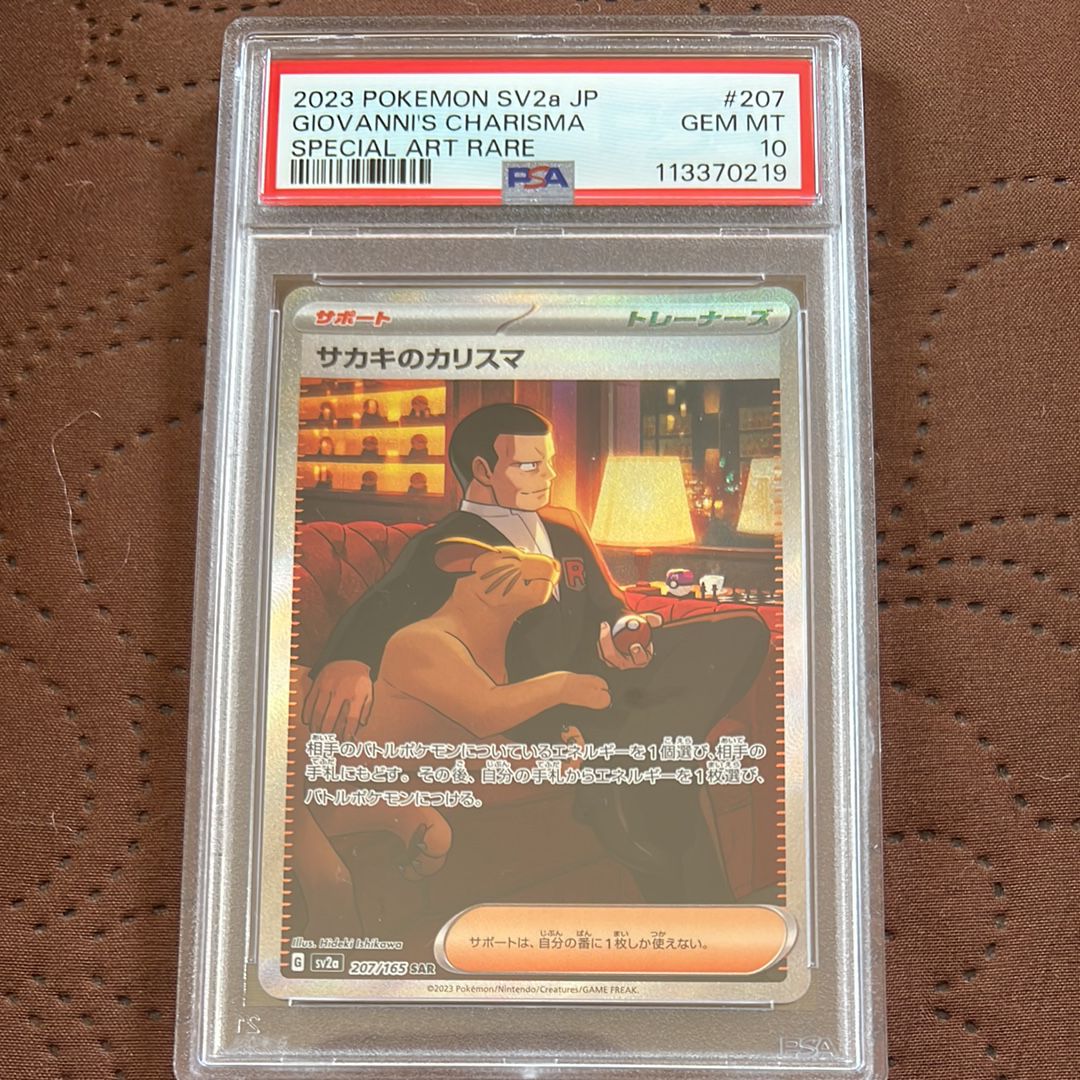 2023 POKEMON SV2a JP #207
GIOVANNI'S CHARISMA GEM MT
SPECIAL ART RARE 10
PSA 113370219
サポート トレーナーズ
サカキのカリスマ
R
相手のバトルポケモンについているエネルギーを1個選び、相手の
手札にもどす。その後、自分の手札からエネルギーを1枚選び、
バトルポケモンにつける。
サポートは、自分の番に1枚しか使えない。
Illus. Hideki Ishikawa
G sv2a 207/165 SAR
©2023 Pokémon/Nintendo/Creatures/GAME FREAK.
21
PSA